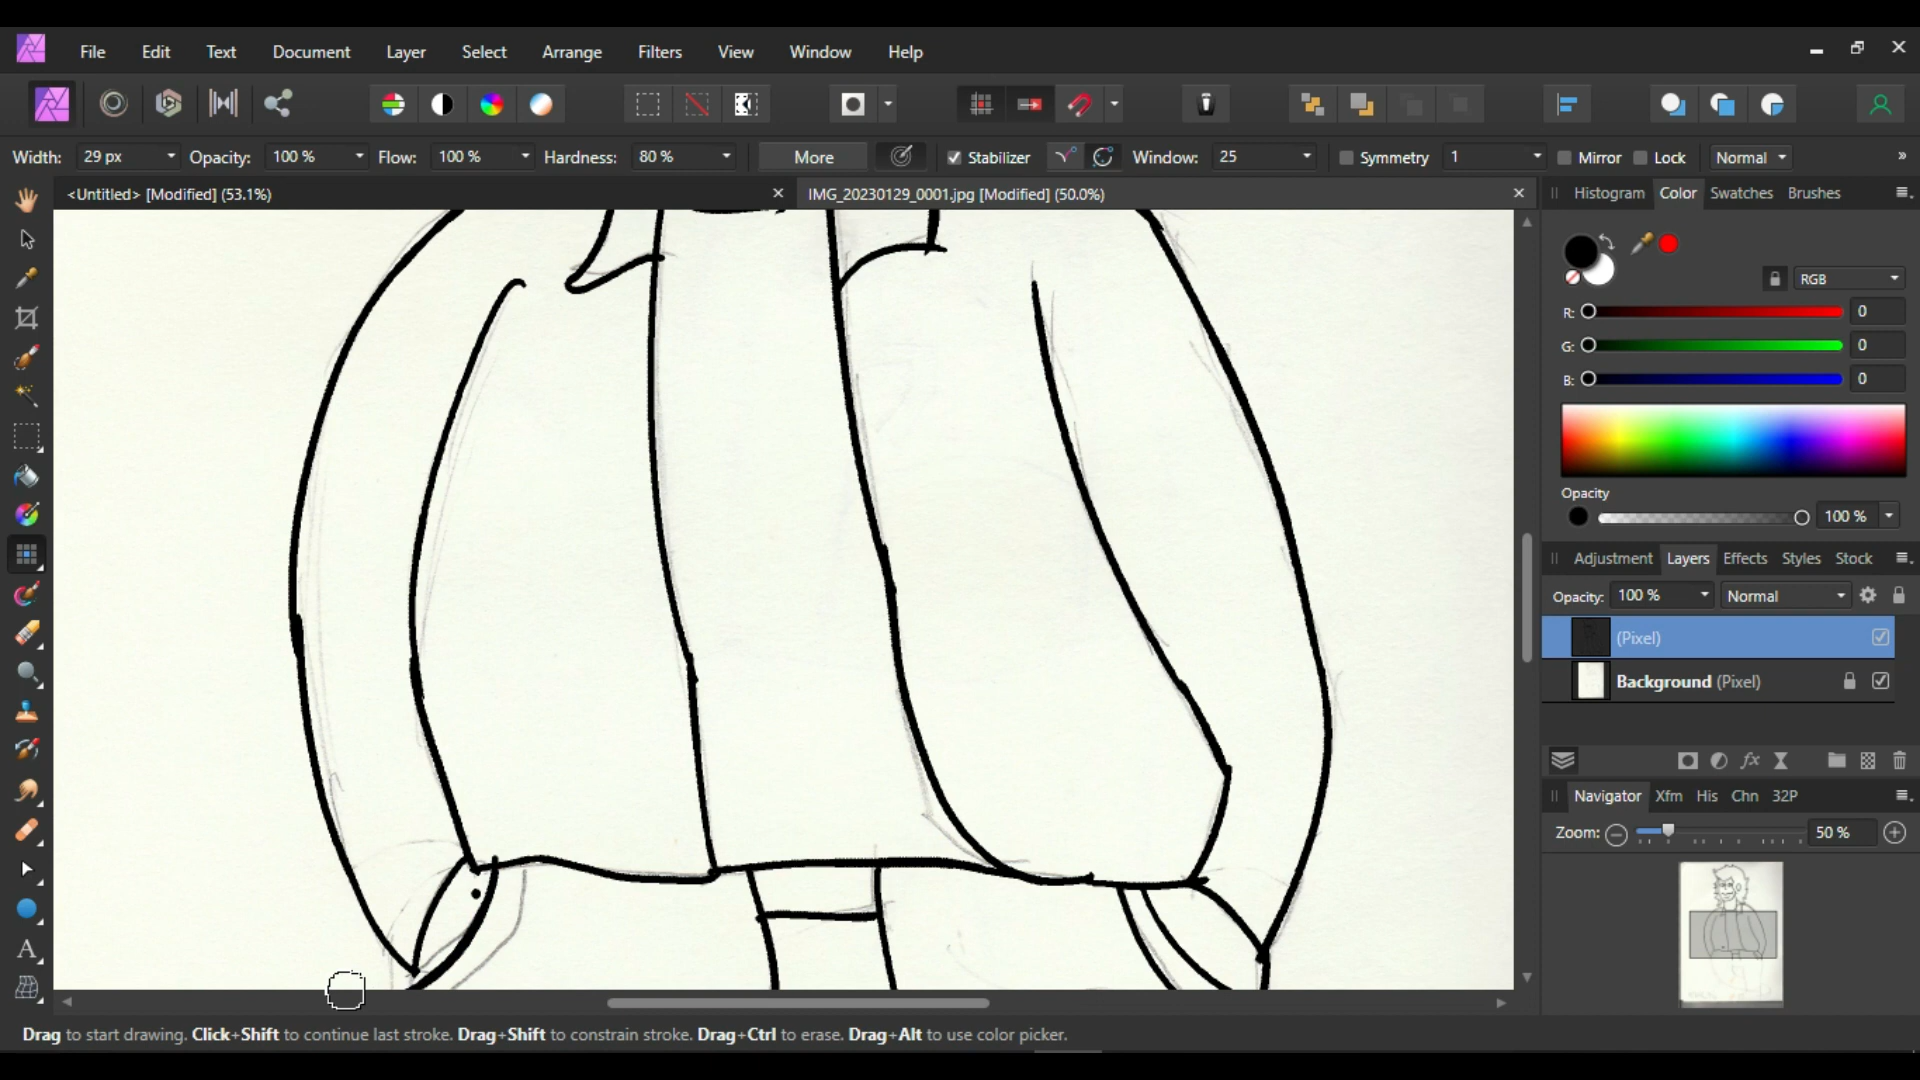 File Edit Text Document Layer Select Arrange Filters View Window Help
Width: 29 px Opacity: 100 % Flow: 100 % Hardness: 80 % More Stabilizer Window: 25 Symmetry 1 Mirror Lock Normal »
<Untitled> [Modified] (53.1%) IMG_20230129_0001.jpg [Modified] (50.0%)
Histogram Color Swatches Brushes
RGB
R: 0
G: 0
B: 0
Opacity
100 %
Adjustment Layers Effects Styles Stock
Opacity: 100 % Normal
(Pixel)
Background (Pixel)
Navigator Xfm His Chn 32P
Zoom: 50 %
Drag to start drawing. Click+Shift to continue last stroke. Drag+Shift to constrain stroke. Drag+Ctrl to erase. Drag+Alt to use color picker.